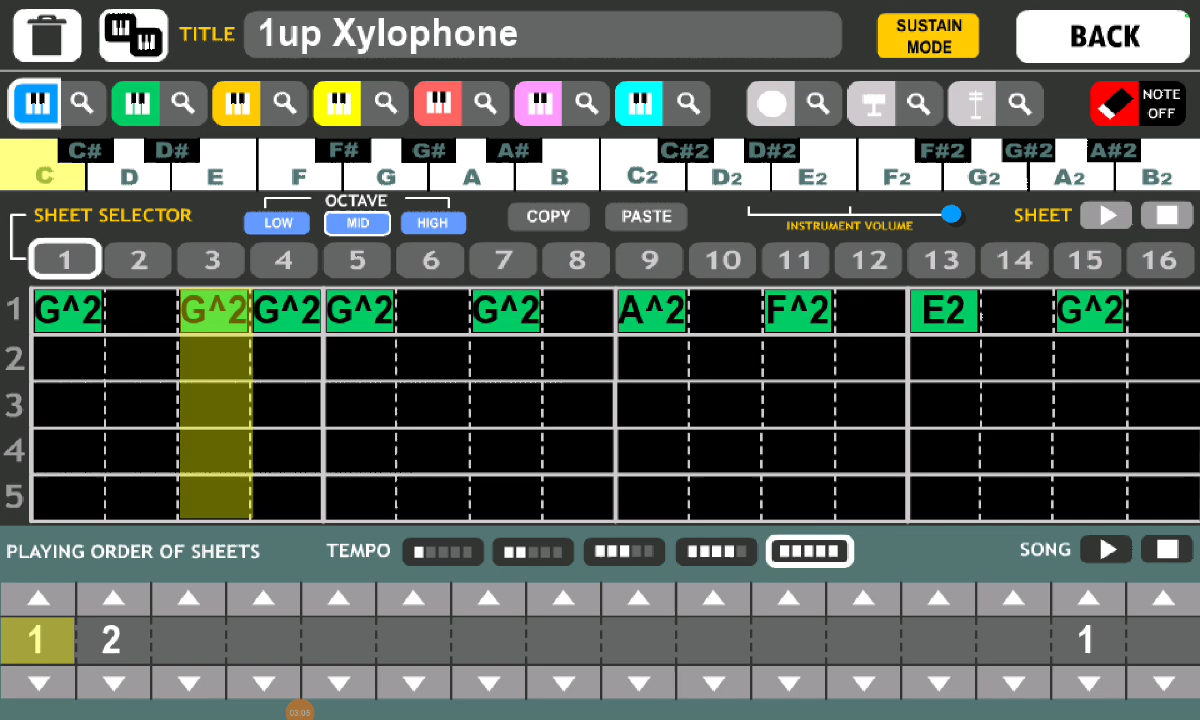 TITLE 1up Xylophone SUSTAIN MODE BACK
NOTE OFF
C# D# F# G# A# C#2 D#2 F#2 G#2 A#2
C D E F G A B C2 D2 E2 F2 G2 A2 B2
SHEET SELECTOR OCTAVE LOW MID HIGH COPY PASTE INSTRUMENT VOLUME SHEET
1 2 3 4 5 6 7 8 9 10 11 12 13 14 15 16
1 G^2 G^2 G^2 G^2 G^2 A^2 F^2 E2 G^2
2
3
4
5
PLAYING ORDER OF SHEETS TEMPO SONG
1 2 1
03:05